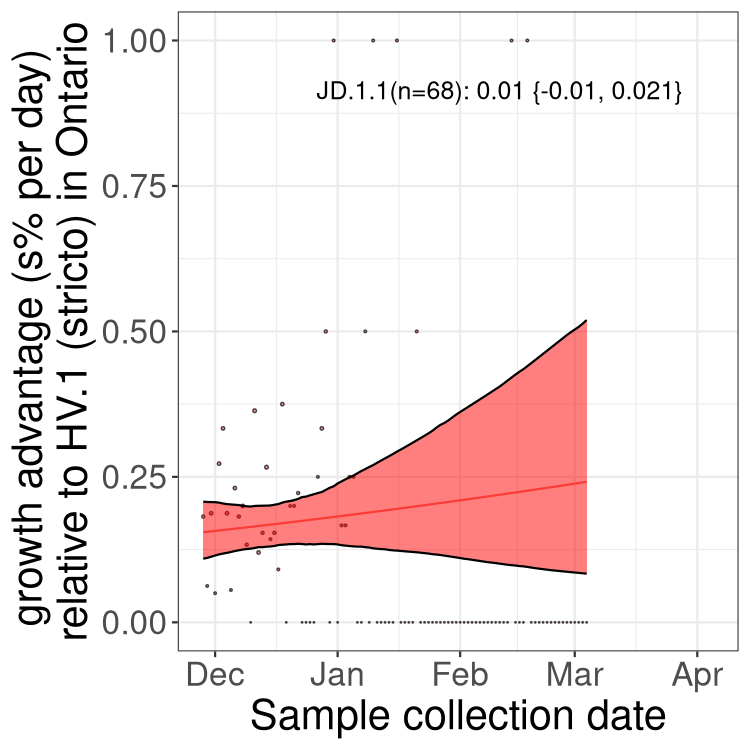 growth advantage (s% per day)
relative to HV.1 (stricto) in Ontario
1.00
JD.1.1(n=68): 0.01 {-0.01, 0.021}
0.75
0.50
0.25
0.00
Dec Jan Feb Mar Apr
Sample collection date